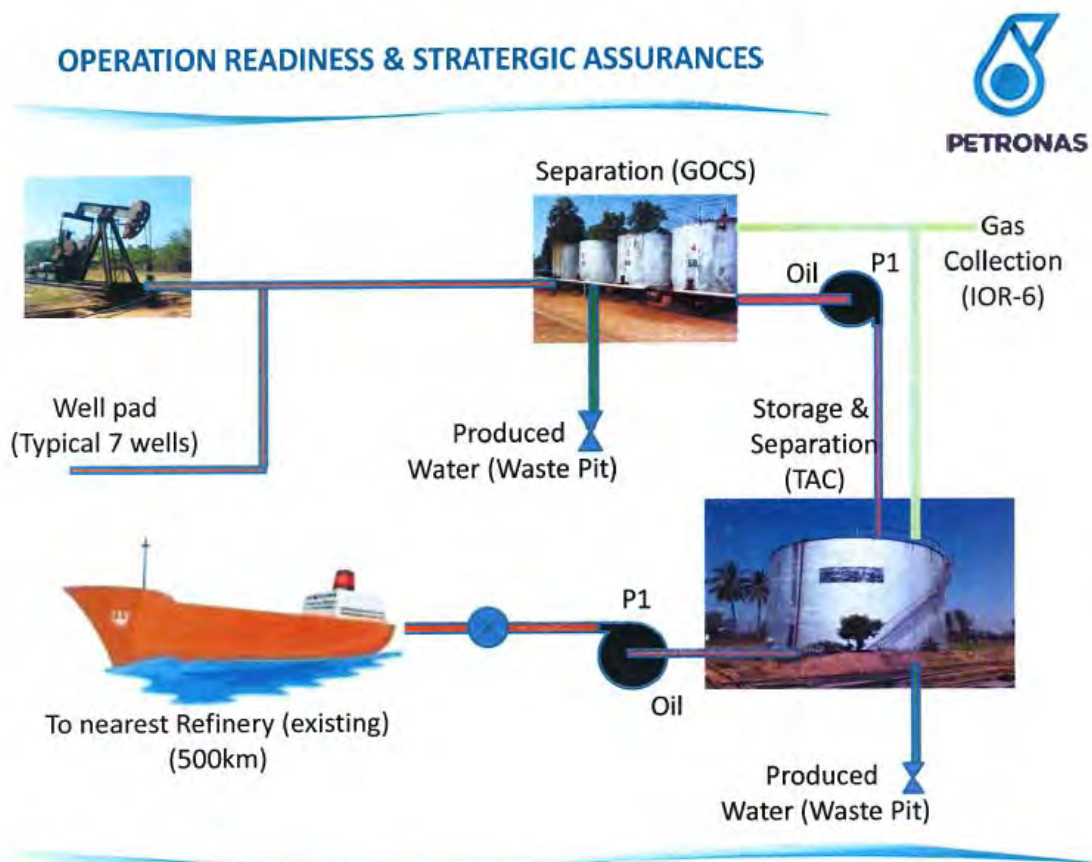 OPERATION READINESS & STRATERGIC ASSURANCES
PETRONAS
Separation (GOCS)
Oil
P1
Gas
Collection
(IOR-6)
Well pad
(Typical 7 wells)
Produced
Water (Waste Pit)
Storage &
Separation
(TAC)
P1
Oil
To nearest Refinery (existing)
(500km)
Produced
Water (Waste Pit)